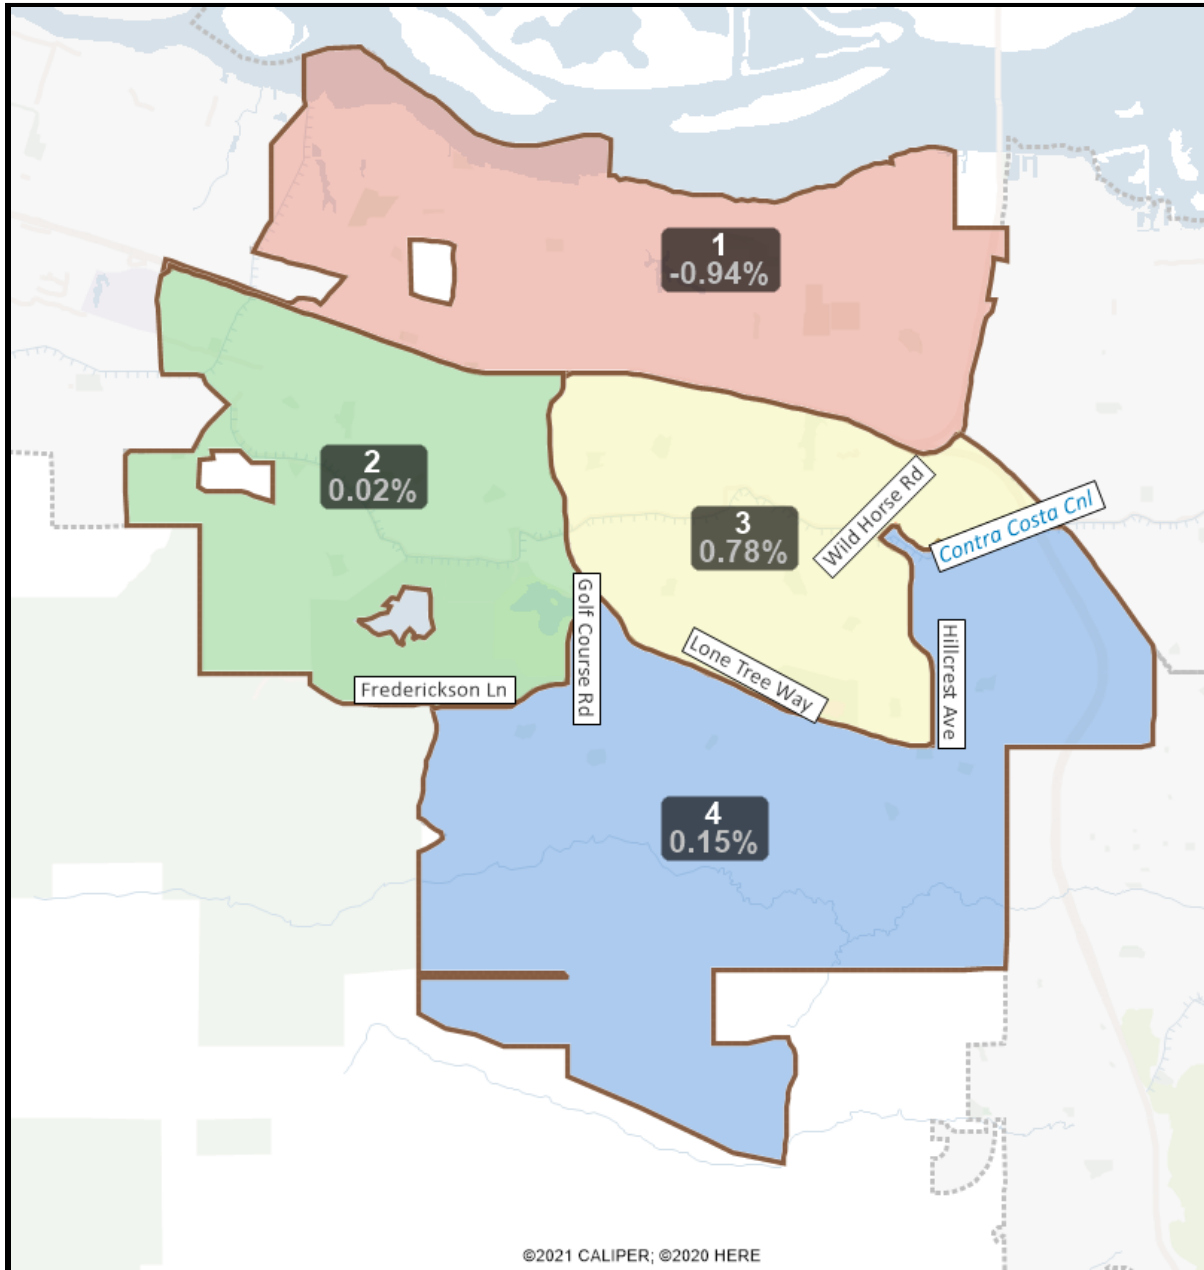 1
-0.94%
2
0.02%
3
0.78%
Wild Horse Rd
Contra Costa Cnl
Golf Course Rd
Lone Tree Way
Hillcrest Ave
Frederickson Ln
4
0.15%
©2021 CALIPER; ©2020 HERE